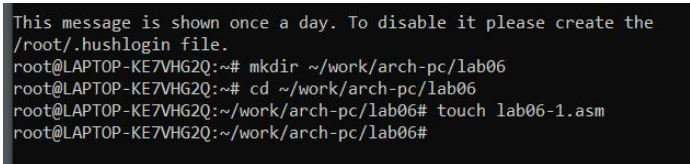 This message is shown once a day. To disable it please create the
/root/.hushlogin file.
root@LAPTOP-KE7VHG2Q:~# mkdir ~/work/arch-pc/lab06
root@LAPTOP-KE7VHG2Q:~# cd ~/work/arch-pc/lab06
root@LAPTOP-KE7VHG2Q:~/work/arch-pc/lab06# touch lab06-1.asm
root@LAPTOP-KE7VHG2Q:~/work/arch-pc/lab06#